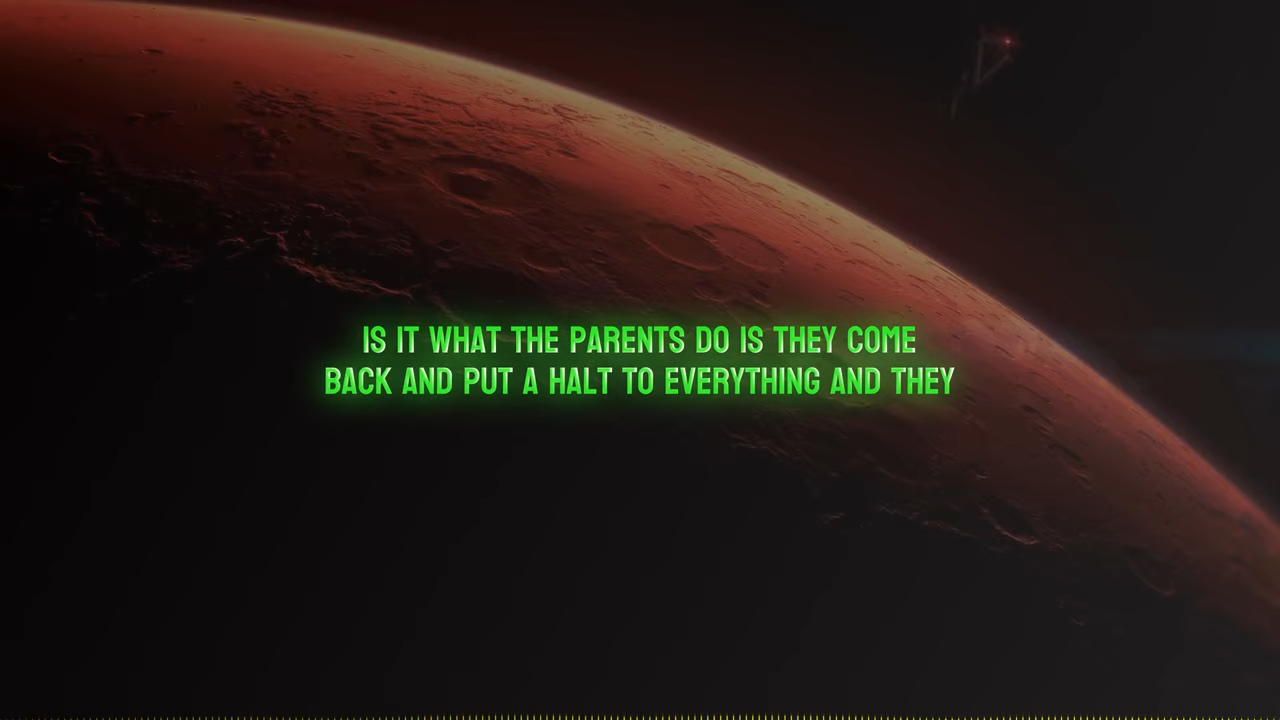 IS IT WHAT THE PARENTS DO IS THEY COME
BACK AND PUT A HALT TO EVERYTHING AND THEY